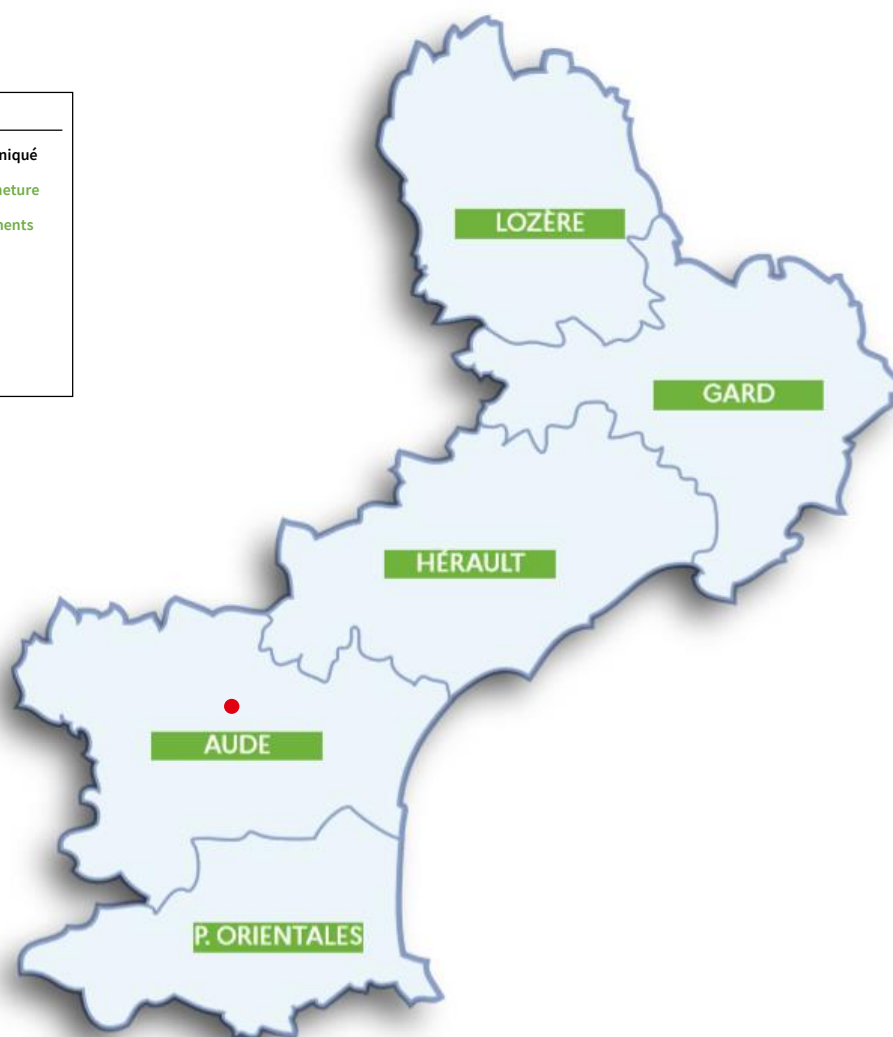 niqué
neture
nents
LOZÈRE
GARD
HÉRAULT
AUDE
P. ORIENTALES